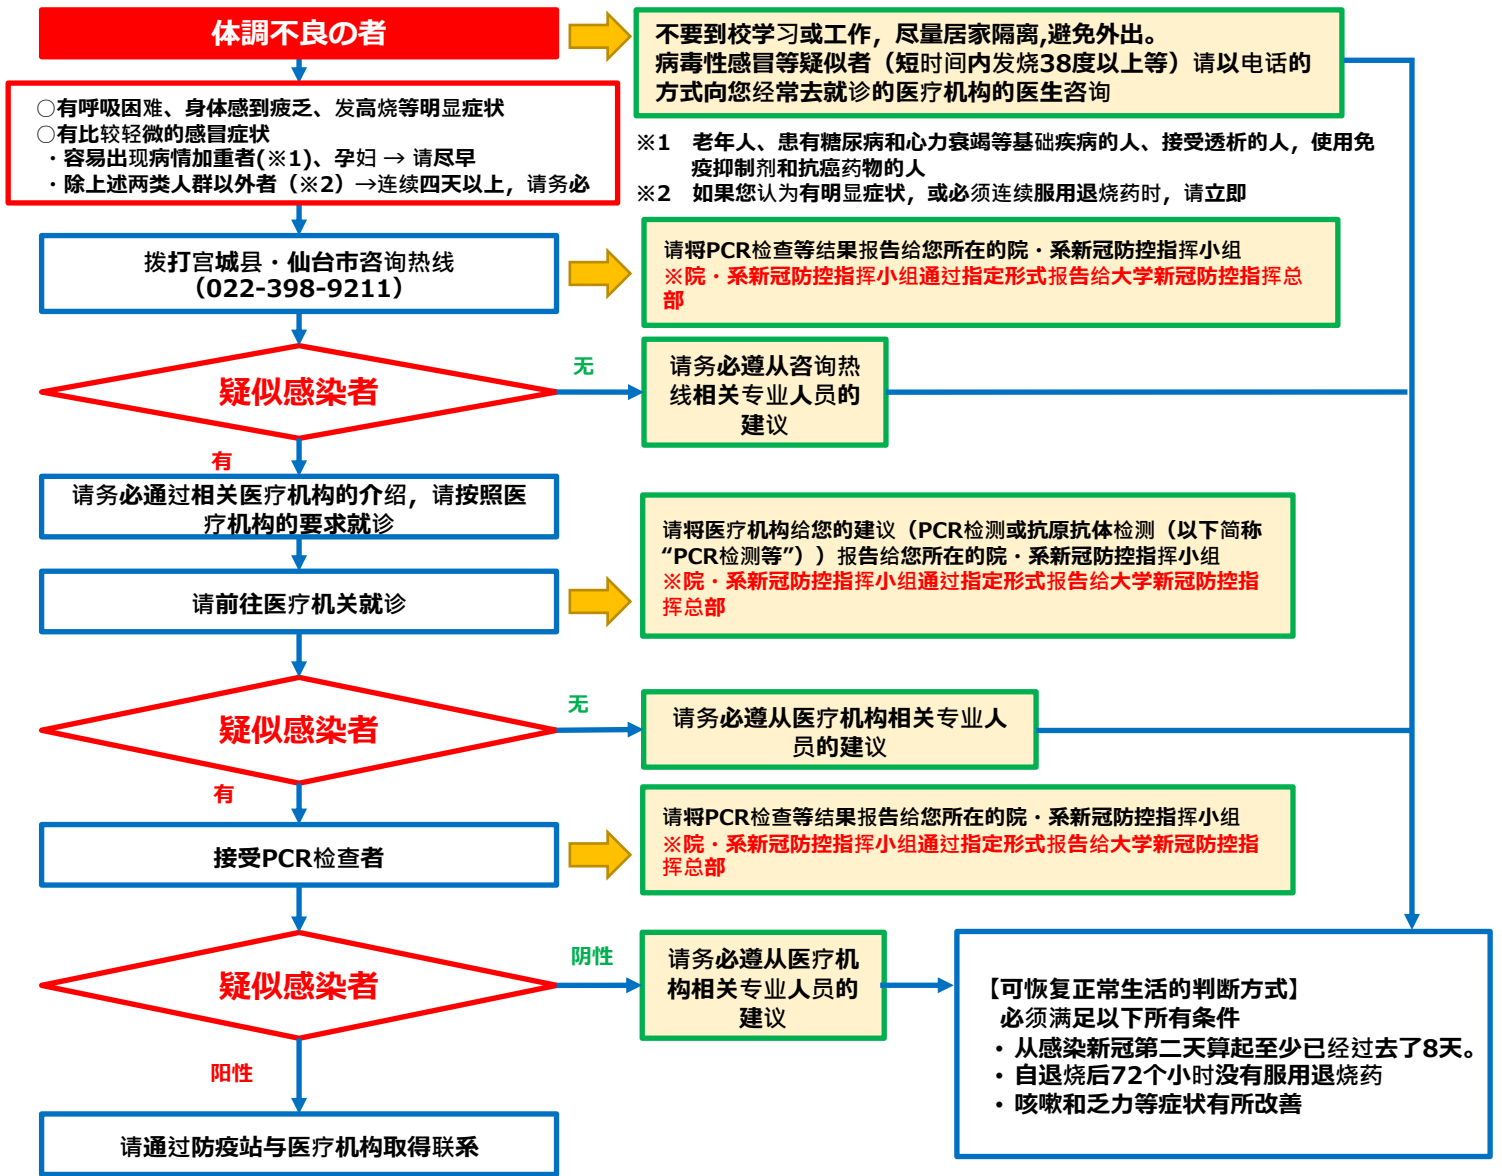 体調不良の者
不要到校学习或工作，尽量居家隔离,避免外出。
病毒性感冒等疑似者（短时间内发烧38度以上等）请以电话的
方式向您经常去就诊的医疗机构的医生咨询
○有呼吸困难、身体感到疲乏、发高烧等明显症状
○有比较轻微的感冒症状
・容易出现病情加重者(※1)、孕妇 → 请尽早
・除上述两类人群以外者（※2）→连续四天以上，请务必
※1 老年人、患有糖尿病和心力衰竭等基础疾病的人、接受透析的人，使用免
疫抑制剂和抗癌药物的人
※2 如果您认为有明显症状，或必须连续服用退烧药时，请立即
拨打宫城县・仙台市咨询热线
（022-398-9211）
请将PCR检查等结果报告给您所在的院・系新冠防控指挥小组
※院・系新冠防控指挥小组通过指定形式报告给大学新冠防控指挥总
部
疑似感染者
无
请务必遵从咨询热
线相关专业人员的
建议
有
请务必通过相关医疗机构的介绍，请按照医
疗机构的要求就诊
请前往医疗机关就诊
请将医疗机构给您的建议（PCR检测或抗原抗体检测（以下简称
“PCR检测等”））报告给您所在的院・系新冠防控指挥小组
※院・系新冠防控指挥小组通过指定形式报告给大学新冠防控指
挥总部
疑似感染者
无
请务必遵从医疗机构相关专业人
员的建议
有
接受PCR检查者
请将PCR检查等结果报告给您所在的院・系新冠防控指挥小组
※院・系新冠防控指挥小组通过指定形式报告给大学新冠防控指
挥总部
疑似感染者
阴性
请务必遵从医疗机
构相关专业人员的
建议
阳性
请通过防疫站与医疗机构取得联系
【可恢复正常生活的判断方式】
必须满足以下所有条件
・从感染新冠第二天算起至少已经过去了8天。
・自退烧后72个小时没有服用退烧药
・咳嗽和乏力等症状有所改善